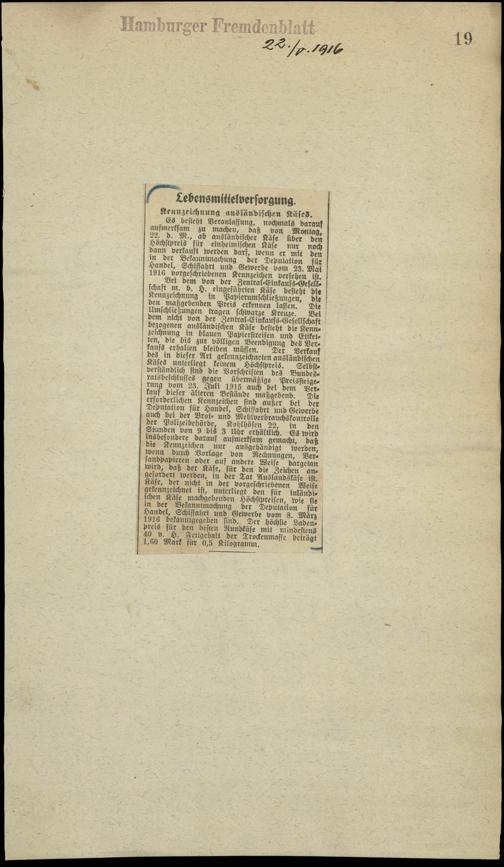 Hamburger Fremdenblatt
22./V. 1916
19
Lebensmittelversorgung.
Kennzeichnung ausländischen Käses.
Es besteht Veranlassung, nochmals darauf
aufmerksam zu machen, daß von Montag,
22. d. M., ab ausländischer Käse über den
Höchstpreis für einheimischen Käse nur noch
dann verkauft werden darf, wenn er mit den
in der Bekanntmachung der Deputation für
Handel, Schiffahrt und Gewerbe vom 23. Mai
1916 vorgeschriebenen Kennzeichen versehen ist.
Bei dem von der Zentral-Einkaufs-Gesell-
schaft m. b. H. eingeführten Käse besteht die
Kennzeichnung in Papierumschließungen, die
den maßgebenden Preis erkennen lassen. Die
Umschließungen tragen schwarze Kreuze. Bei
dem nicht von der Zentral-Einkaufs-Gesellschaft
bezogenen ausländischen Käse besteht die Kenn-
zeichnung in blauen Papierstreifen und Etiket-
ten, die bis zur völligen Beendigung des Ver-
kaufs erhalten bleiben müssen. Der Verkauf
des in dieser Art gekennzeichneten ausländischen
Käses unterliegt keinem Höchstpreis. Selbst-
verständlich sind die Vorschriften des Bundes-
ratsbeschlusses gegen übermäßige Preissteige-
rung vom 23. Juli 1915 auch bei dem Ver-
kauf dieser älteren Bestände maßgebend. Die
erforderlichen Kennzeichen sind außer bei der
Deputation für Handel, Schiffahrt und Gewerbe
auch bei der Brot- und Mehlverbrauchskontrolle
der Polizeibehörde, Kohlhöfen 22, in den
Stunden von 9 bis 3 Uhr erhältlich. Es wird
insbesondere darauf aufmerksam gemacht, daß
die Kennzeichen nur ausgehändigt werden,
wenn durch Vorlage von Rechnungen, Ver-
sandpapieren oder auf andere Weise dargetan
wird, daß der Käse, für den die Zeichen an-
gefordert werden, in der Tat Auslandskäse ist.
Käse, der nicht in der vorgeschriebenen Weise
gekennzeichnet ist, unterliegt den für inländi-
schen Käse maßgebenden Höchstpreisen, wie sie
in der Bekanntmachung der Deputation für
Handel, Schiffahrt und Gewerbe vom 8. März
1916 bekanntgegeben sind. Der höchste Laden-
preis für den besten Rundkäse mit mindestens
40 v. H. Fettgehalt der Trockenmasse beträgt
1,60 Mark für 0,5 Kilogramm.